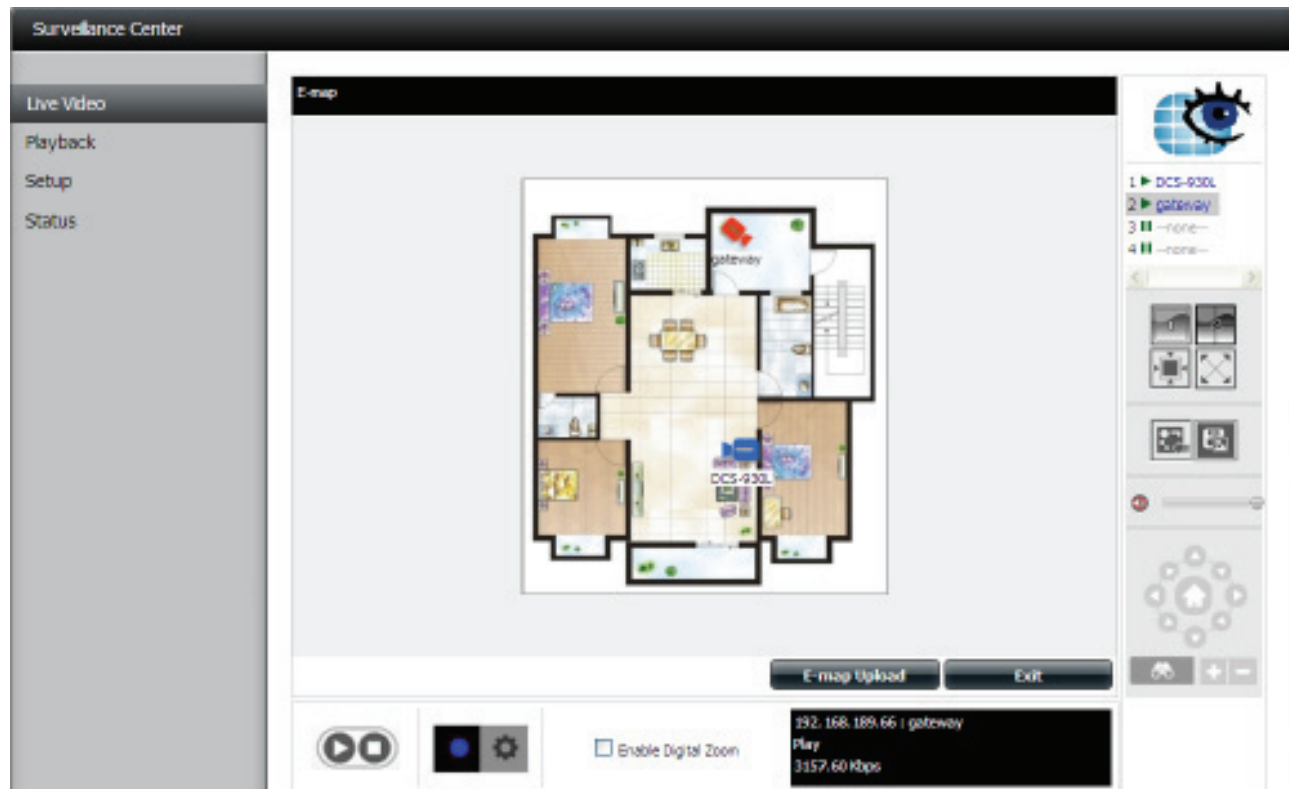 Surveillance Center
Live Video
Playback
Setup
Status
E-map
gateway
DCS-930L
E-map Upload
Exit
Enable Digital Zoom
192.168.189.66 : gateway
Play
3157.60 Kbps
1 DCS-930L
2 gateway
3 --none--
4 --none--